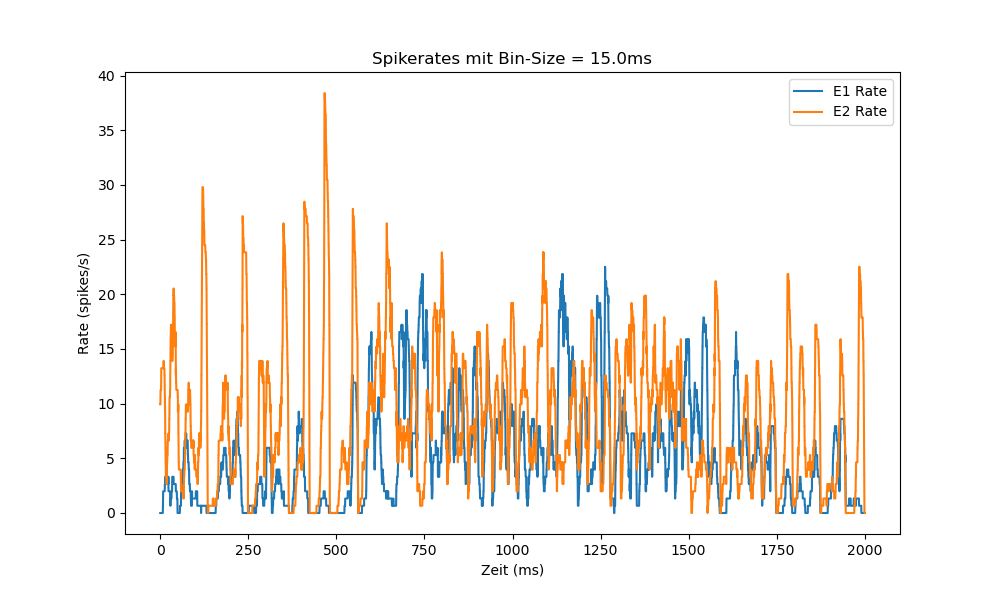 Spikerates mit Bin-Size = 15.0ms
E1 Rate
E2 Rate
Rate (spikes/s)
40
35
30
25
20
15
10
5
0
0 250 500 750 1000 1250 1500 1750 2000
Zeit (ms)